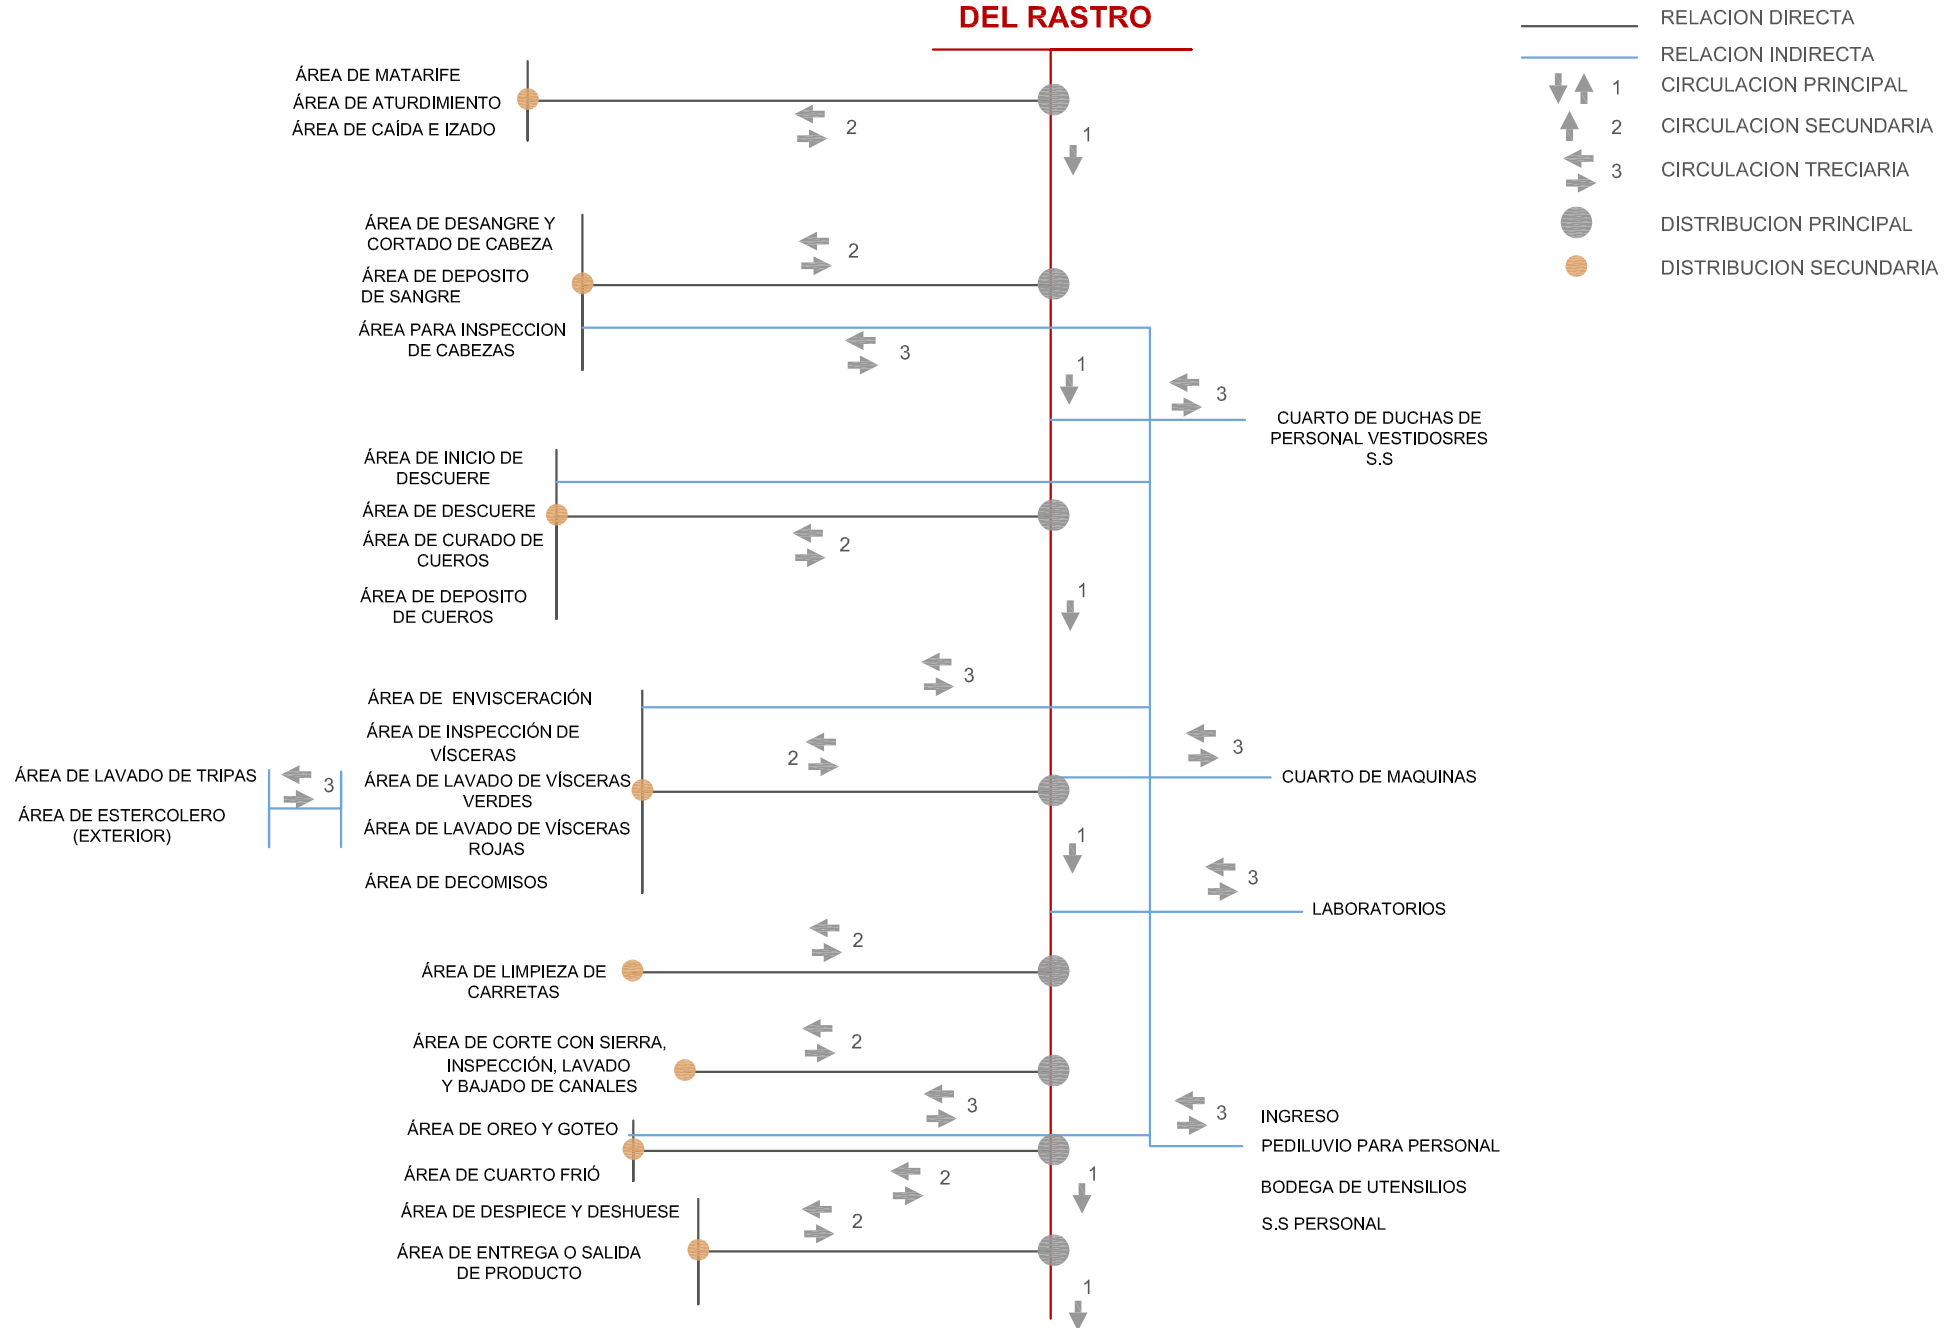 DEL RASTRO
RELACION DIRECTA
RELACION INDIRECTA
1 CIRCULACION PRINCIPAL
2 CIRCULACION SECUNDARIA
3 CIRCULACION TRECIARIA
DISTRIBUCION PRINCIPAL
DISTRIBUCION SECUNDARIA
ÁREA DE MATARIFE
ÁREA DE ATURDIMIENTO
ÁREA DE CAÍDA E IZADO
2
1
ÁREA DE DESANGRE Y
CORTADO DE CABEZA
ÁREA DE DEPOSITO
DE SANGRE
ÁREA PARA INSPECCION
DE CABEZAS
2
3
1
3
CUARTO DE DUCHAS DE
PERSONAL VESTIDOSRES
S.S
ÁREA DE INICIO DE
DESCUERE
ÁREA DE DESCUERE
ÁREA DE CURADO DE
CUEROS
ÁREA DE DEPOSITO
DE CUEROS
2
1
3
ÁREA DE ENVISCERACIÓN
ÁREA DE INSPECCIÓN DE
VÍSCERAS
ÁREA DE LAVADO DE VÍSCERAS
VERDES
ÁREA DE LAVADO DE VÍSCERAS
ROJAS
ÁREA DE DECOMISOS
2
ÁREA DE LAVADO DE TRIPAS
3
ÁREA DE ESTERCOLERO
(EXTERIOR)
3
CUARTO DE MAQUINAS
1
3
LABORATORIOS
2
ÁREA DE LIMPIEZA DE
CARRETAS
ÁREA DE CORTE CON SIERRA,
INSPECCIÓN, LAVADO
Y BAJADO DE CANALES
2
3
ÁREA DE OREO Y GOTEO
ÁREA DE CUARTO FRIÓ
2
1
3
INGRESO
PEDILUVIO PARA PERSONAL
BODEGA DE UTENSILIOS
S.S PERSONAL
ÁREA DE DESPIECE Y DESHUESE
2
ÁREA DE ENTREGA O SALIDA
DE PRODUCTO
1